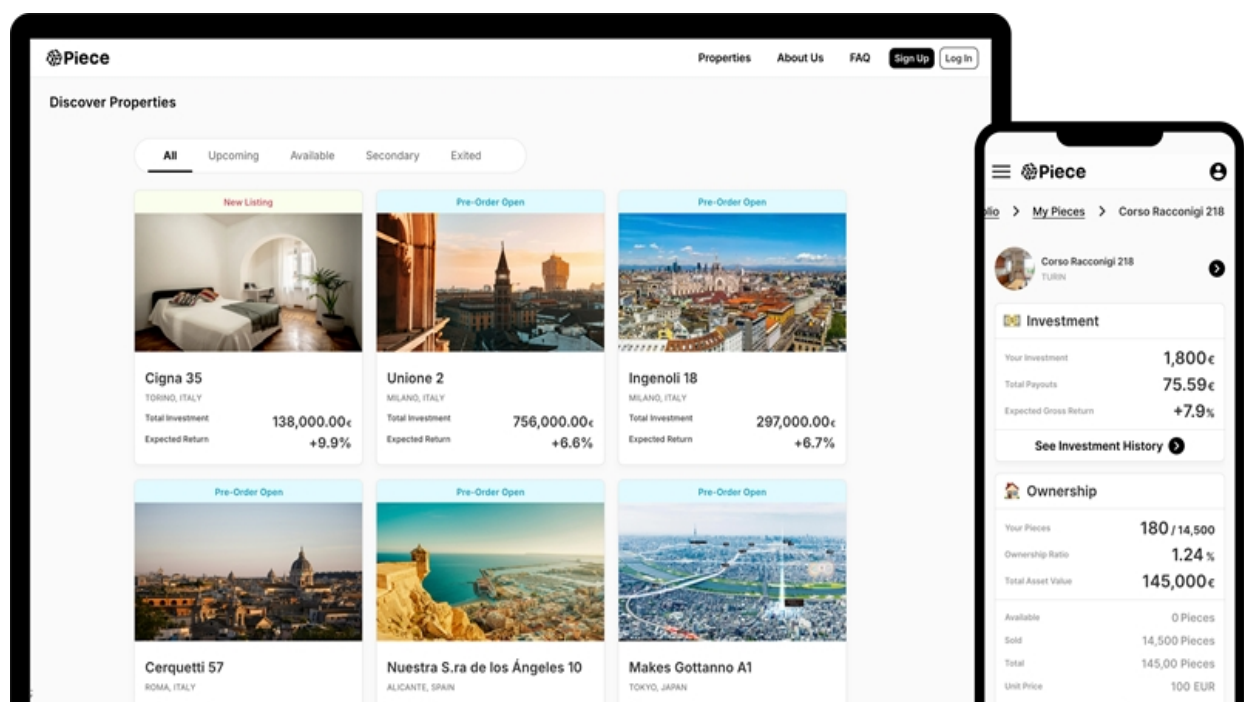 Piece
Properties
About Us
FAQ
Sign Up
Log In
Discover Properties
All
Upcoming
Available
Secondary
Exited
New Listing
Cigna 35
TORINO, ITALY
Total Investment
138,000.00€
Expected Return
+9.9%
Pre-Order Open
Unione 2
MILANO, ITALY
Total Investment
756,000.00€
Expected Return
+6.6%
Pre-Order Open
Ingenoli 18
MILANO, ITALY
Total Investment
297,000.00€
Expected Return
+6.7%
Pre-Order Open
Cerquetti 57
ROMA, ITALY
Pre-Order Open
Nuestra S.ra de los Ángeles 10
ALICANTE, SPAIN
Pre-Order Open
Makes Gottanno A1
TOKYO, JAPAN
Piece
My Pieces
Corso Racconigi 218
Corso Racconigi 218
TURIN
Investment
Your Investment
1,800€
Total Payouts
75.59€
Expected Gross Return
+7.9%
See Investment History
Ownership
Your Pieces
180 / 14,500
Ownership Ratio
1.24 %
Total Asset Value
145,000€
Available
0 Pieces
Sold
14,500 Pieces
Total
145,00 Pieces
Unit Price
100 EUR